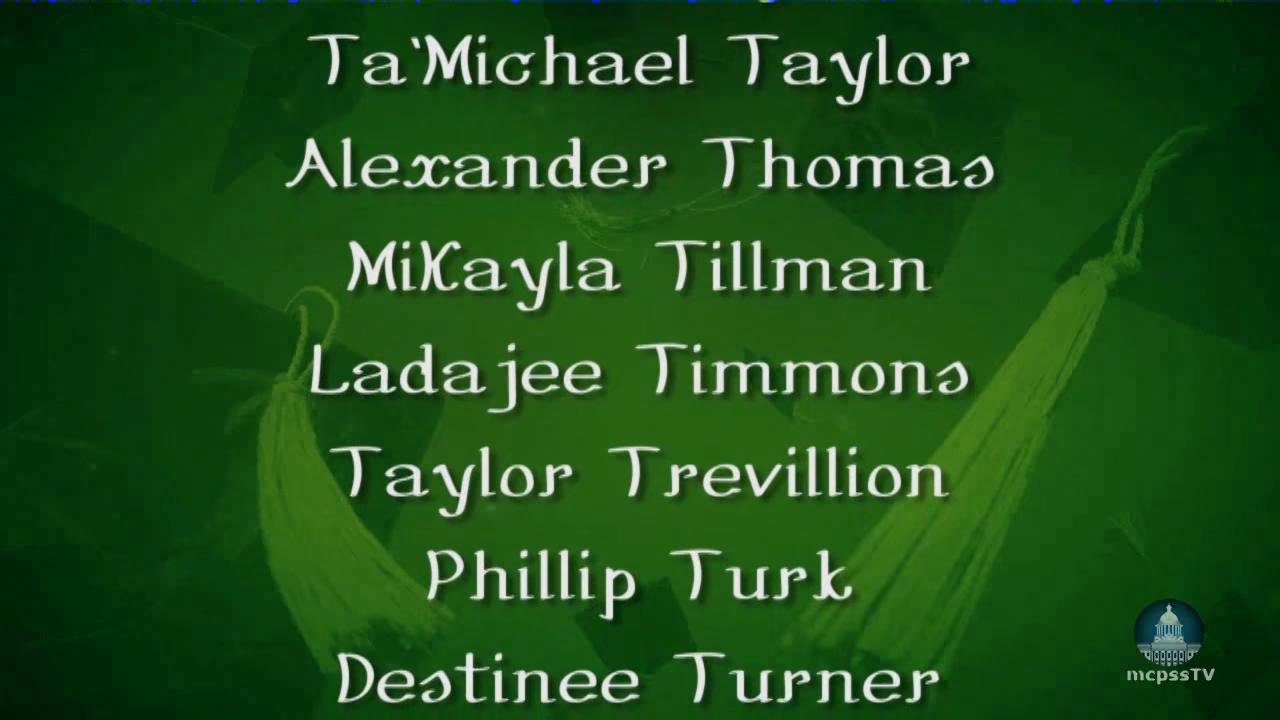 Ta'Michael Taylor
Alexander Thomas
MiKayla Tillman
Ladajee Timmons
Taylor Trevillion
Phillip Turk
Destinee Turner
mcpssTV